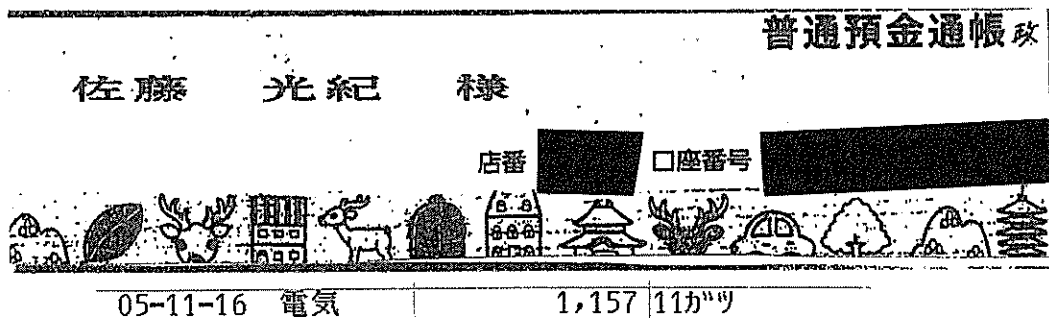 普通預金通帳 政
佐藤 光紀 様
店番 口座番号
05-11-16 電気 1,157 11ガツ